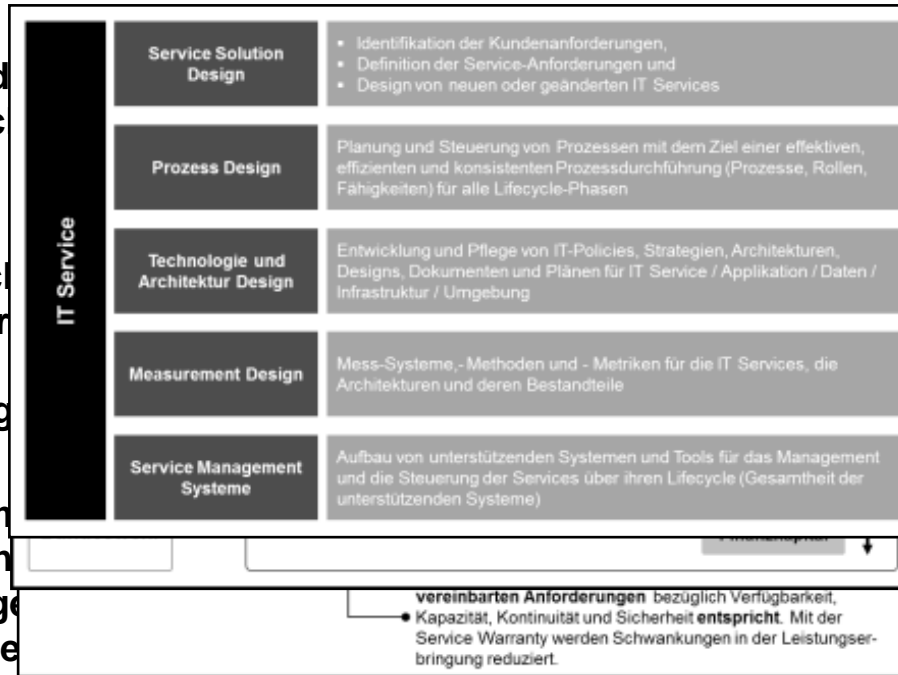 IT Service
Service Solution
Design
▪ Identifikation der Kundenanforderungen,
▪ Definition der Service-Anforderungen und
▪ Design von neuen oder geänderten IT Services
Prozess Design
Planung und Steuerung von Prozessen mit dem Ziel einer effektiven,
effizienten und konsistenten Prozessdurchführung (Prozesse, Rollen,
Fähigkeiten) für alle Lifecycle-Phasen
Technologie und
Architektur Design
Entwicklung und Pflege von IT-Policies, Strategien, Architekturen,
Designs, Dokumenten und Plänen für IT Service / Applikation / Daten /
Infrastruktur / Umgebung
Measurement Design
Mess-Systeme,- Methoden und - Metriken für die IT Services, die
Architekturen und deren Bestandteile
Service Management
Systeme
Aufbau von unterstützenden Systemen und Tools für das Management
und die Steuerung der Services über ihren Lifecycle (Gesamtheit der
unterstützenden Systeme)
vereinbarten Anforderungen bezüglich Verfügbarkeit,
Kapazität, Kontinuität und Sicherheit entspricht. Mit der
Service Warranty werden Schwankungen in der Leistungser-
bringung reduziert.